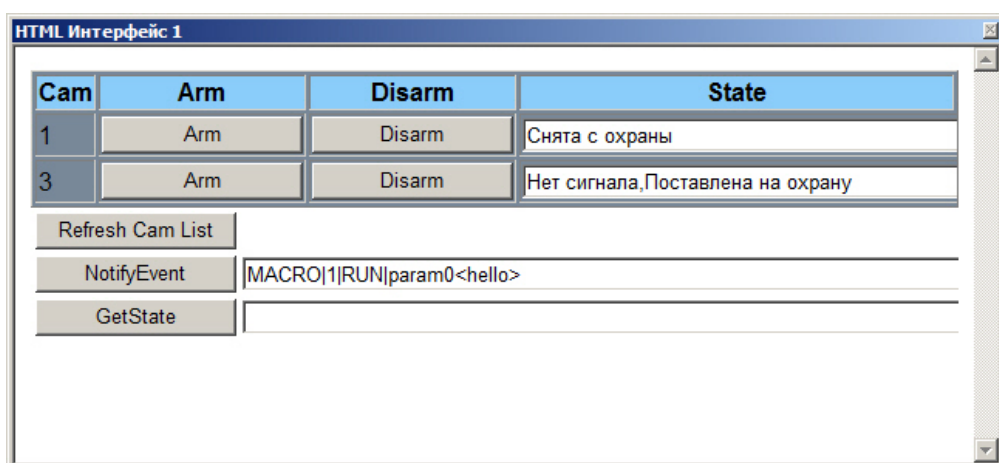 HTML Интерфейс 1
Cam Arm Disarm State
1 Arm Disarm Снята с охраны
3 Arm Disarm Нет сигнала,Поставлена на охрану
Refresh Cam List
NotifyEvent MACRO|1|RUN|param0<hello>
GetState